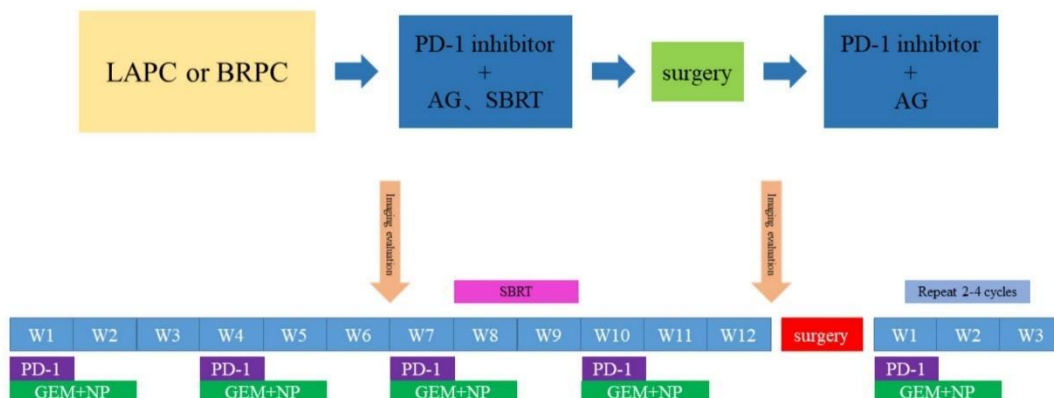 LAPC or BRPC
PD-1 inhibitor
+
AG、SBRT
surgery
PD-1 inhibitor
+
AG
Imaging evaluation
Imaging evaluation
SBRT
Repeat 2-4 cycles
W1 W2 W3 W4 W5 W6 W7 W8 W9 W10 W11 W12 surgery W1 W2 W3
PD-1 PD-1 PD-1 PD-1 PD-1
GEM+NP GEM+NP GEM+NP GEM+NP GEM+NP